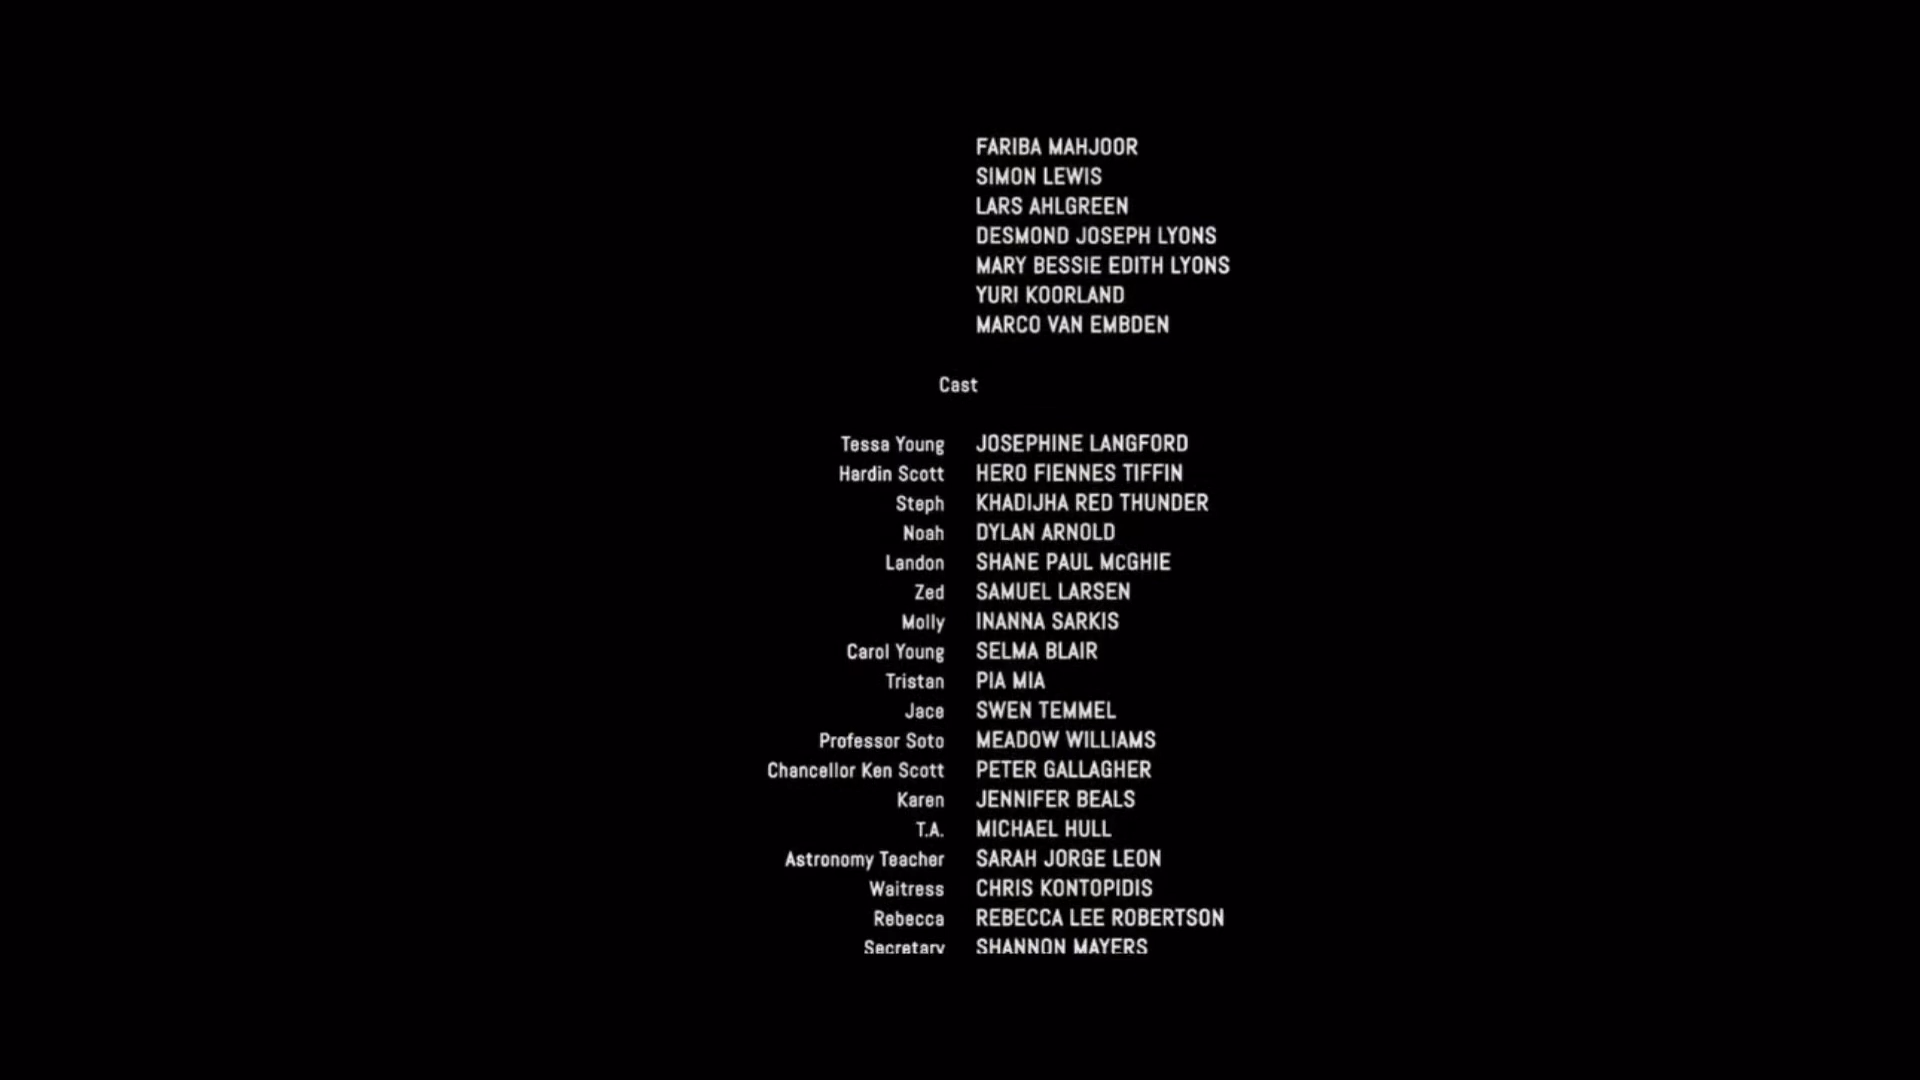 FARIBA MAHJOOR
SIMON LEWIS
LARS AHLGREEN
DESMOND JOSEPH LYONS
MARY BESSIE EDITH LYONS
YURI KOORLAND
MARCO VAN EMBDEN
Cast
Tessa Young JOSEPHINE LANGFORD
Hardin Scott HERO FIENNES TIFFIN
Steph KHADIJHA RED THUNDER
Noah DYLAN ARNOLD
Landon SHANE PAUL McGHIE
Zed SAMUEL LARSEN
Molly INANNA SARKIS
Carol Young SELMA BLAIR
Tristan PIA MIA
Jace SWEN TEMMEL
Professor Soto MEADOW WILLIAMS
Chancellor Ken Scott PETER GALLAGHER
Karen JENNIFER BEALS
T.A. MICHAEL HULL
Astronomy Teacher SARAH JORGE LEON
Waitress CHRIS KONTOPIDIS
Rebecca REBECCA LEE ROBERTSON
Secretary SHANNON MAYERS